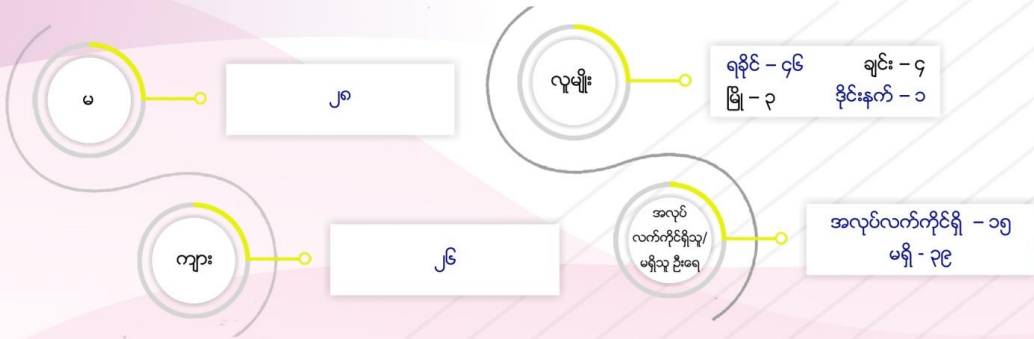 မ
၂၈
ကျား
၂၆
လူမျိုး
ရခိုင် – ၄၆ ချင်း – ၄
မြို – ၃ ဒိုင်းနက် – ၁
အလုပ်
လက်ကိုင်ရှိသူ/
မရှိသူ ဦးရေ
အလုပ်လက်ကိုင်ရှိ – ၁၅
မရှိ - ၃၉